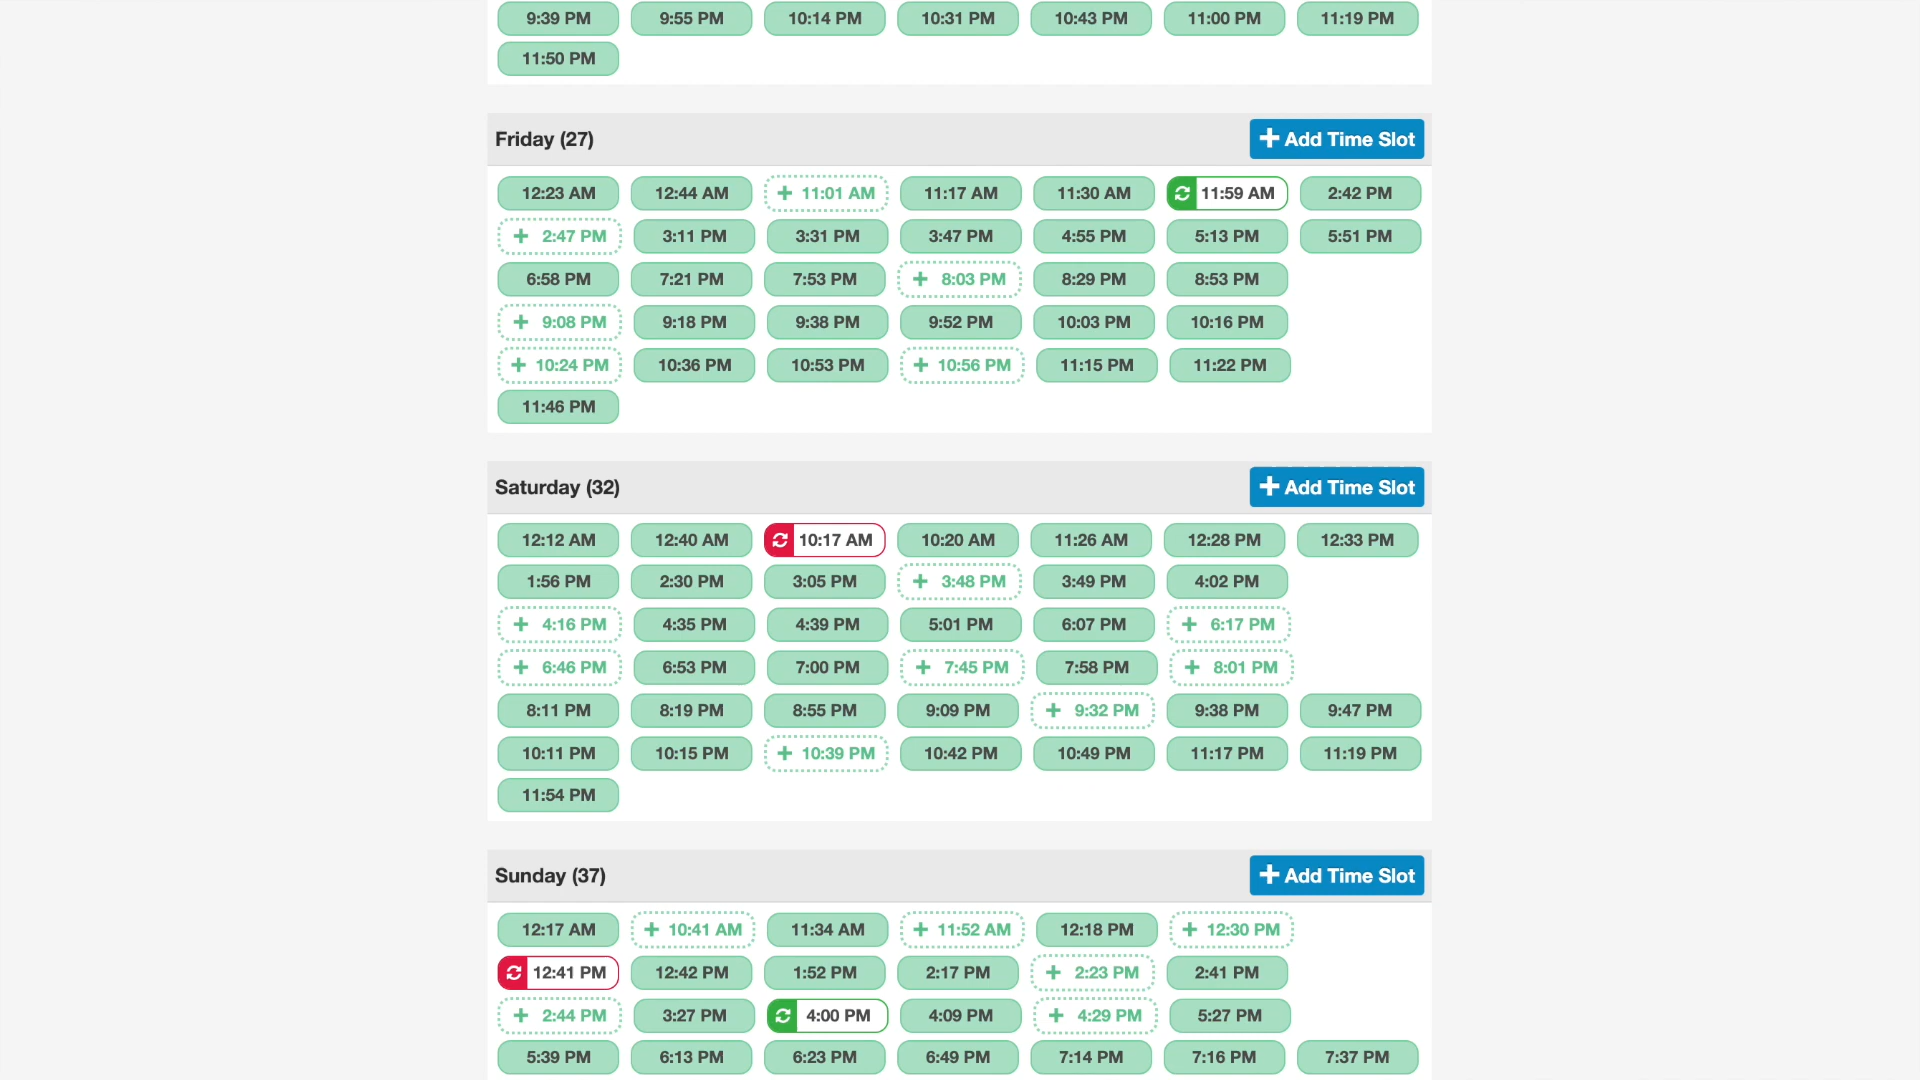 9:39 PM 9:55 PM 10:14 PM 10:31 PM 10:43 PM 11:00 PM 11:19 PM
11:50 PM
Friday (27) + Add Time Slot
12:23 AM 12:44 AM + 11:01 AM 11:17 AM 11:30 AM 11:59 AM 2:42 PM
+ 2:47 PM 3:11 PM 3:31 PM 3:47 PM 4:55 PM 5:13 PM 5:51 PM
6:58 PM 7:21 PM 7:53 PM + 8:03 PM 8:29 PM 8:53 PM
+ 9:08 PM 9:18 PM 9:38 PM 9:52 PM 10:03 PM 10:16 PM
+ 10:24 PM 10:36 PM 10:53 PM + 10:56 PM 11:15 PM 11:22 PM
11:46 PM
Saturday (32) + Add Time Slot
12:12 AM 12:40 AM 10:17 AM 10:20 AM 11:26 AM 12:28 PM 12:33 PM
1:56 PM 2:30 PM 3:05 PM + 3:48 PM 3:49 PM 4:02 PM
+ 4:16 PM 4:35 PM 4:39 PM 5:01 PM 6:07 PM + 6:17 PM
+ 6:46 PM 6:53 PM 7:00 PM + 7:45 PM 7:58 PM + 8:01 PM
8:11 PM 8:19 PM 8:55 PM 9:09 PM + 9:32 PM 9:38 PM 9:47 PM
10:11 PM 10:15 PM + 10:39 PM 10:42 PM 10:49 PM 11:17 PM 11:19 PM
11:54 PM
Sunday (37) + Add Time Slot
12:17 AM + 10:41 AM 11:34 AM + 11:52 AM 12:18 PM + 12:30 PM
12:41 PM 12:42 PM 1:52 PM 2:17 PM + 2:23 PM 2:41 PM
+ 2:44 PM 3:27 PM 4:00 PM 4:09 PM + 4:29 PM 5:27 PM
5:39 PM 6:13 PM 6:23 PM 6:49 PM 7:14 PM 7:16 PM 7:37 PM